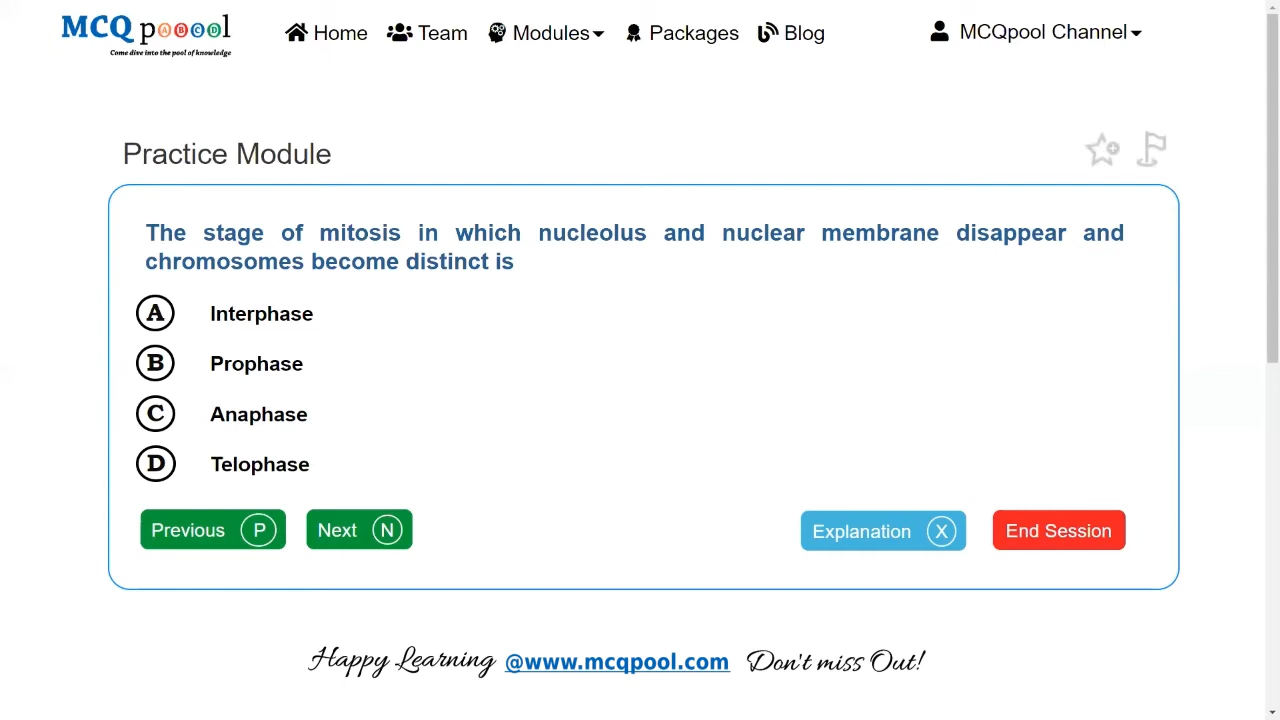 MCQ pooool
Come dive into the pool of knowledge
Home Team Modules Packages Blog MCQpool Channel
Practice Module
The stage of mitosis in which nucleolus and nuclear membrane disappear and
chromosomes become distinct is
A Interphase
B Prophase
C Anaphase
D Telophase
Previous P Next N Explanation X End Session
Happy Learning @www.mcqpool.com Don't miss Out!